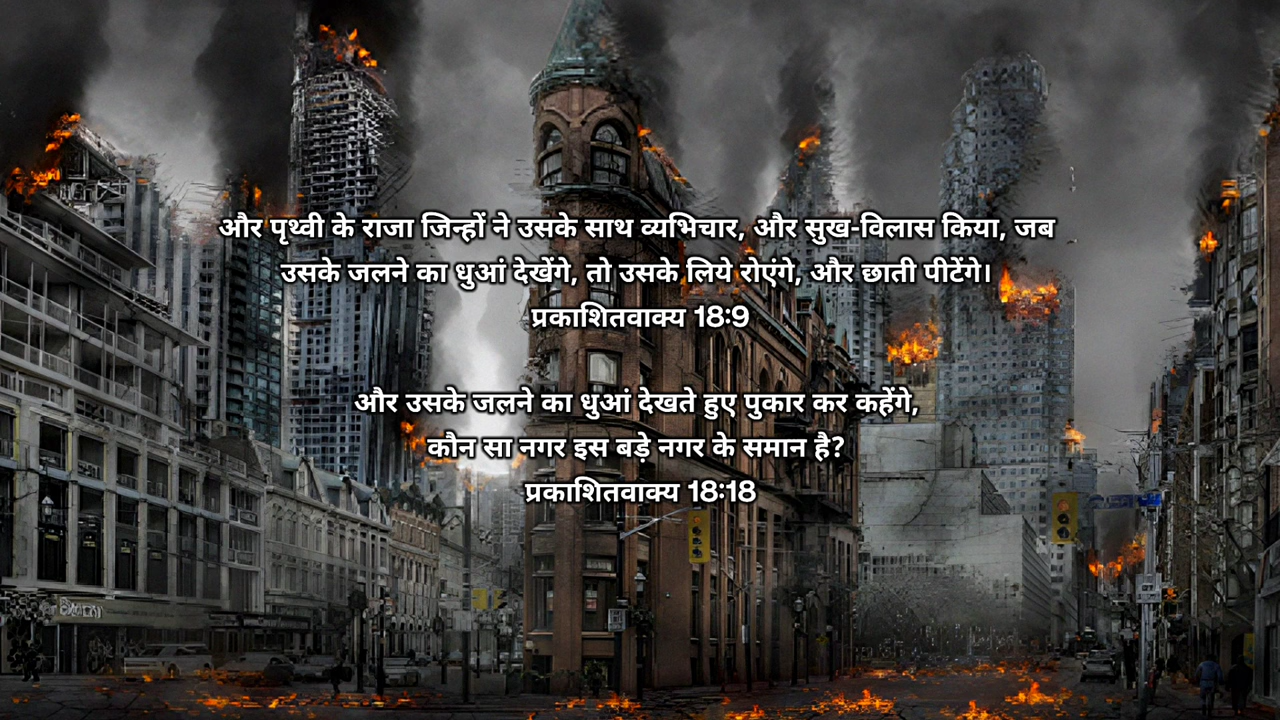 और पृथ्वी के राजा जिन्हों ने उसके साथ व्यभिचार, और सुख-विलास किया, जब
उसके जलने का धुआं देखेंगे, तो उसके लिये रोएंगे, और छाती पीटेंगे।
प्रकाशितवाक्य 18:9
और उसके जलने का धुआं देखते हुए पुकार कर कहेंगे,
कौन सा नगर इस बड़े नगर के समान है?
प्रकाशितवाक्य 18:18